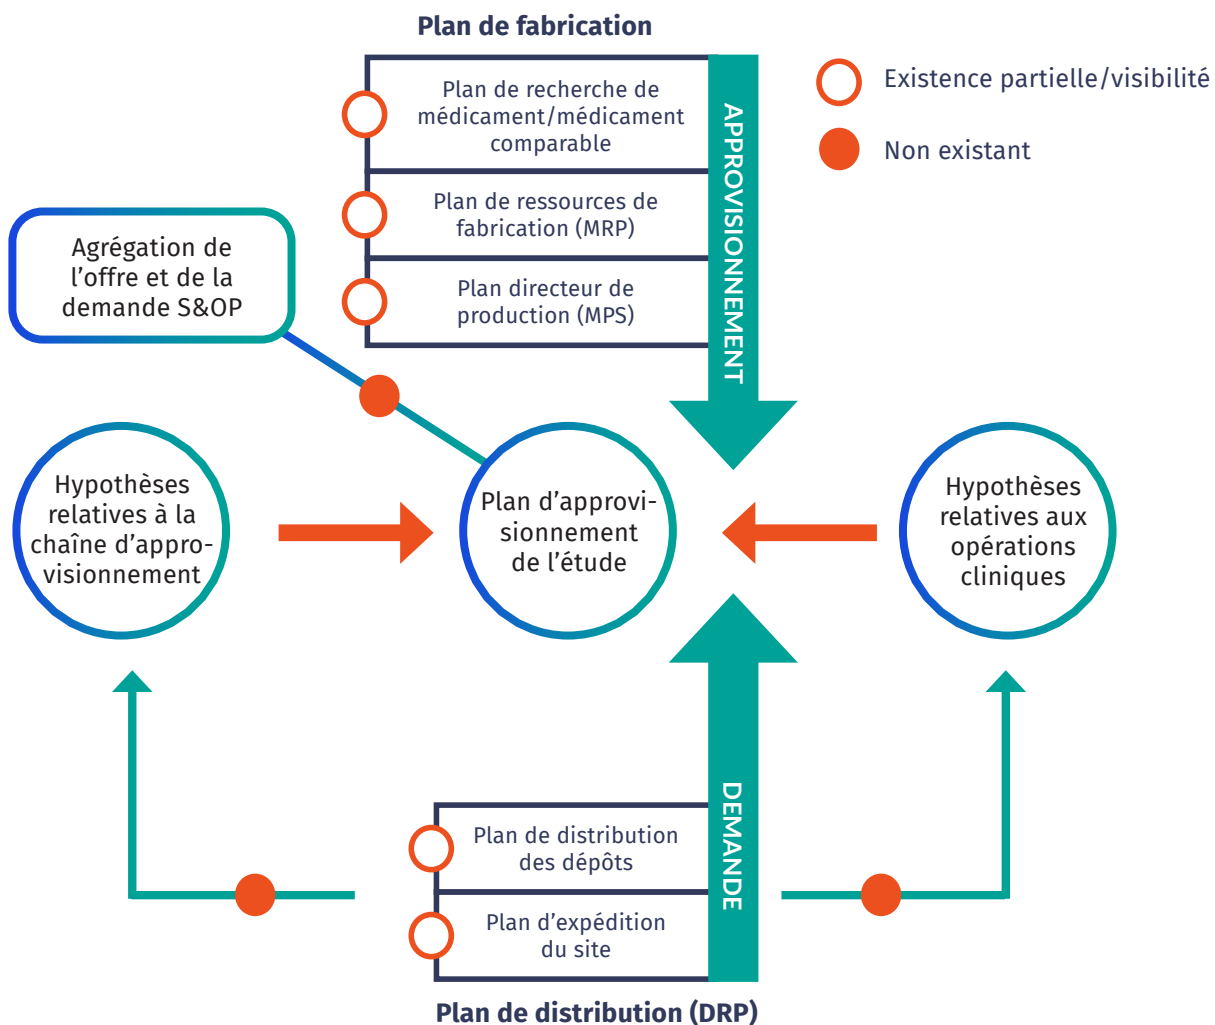 Plan de fabrication
Plan de recherche de
médicament/médicament
comparable
Plan de ressources de
fabrication (MRP)
Plan directeur de
production (MPS)
APPROVISIONNEMENT
Existence partielle/visibilité
Non existant
Agrégation de
l’offre et de la
demande S&OP
Hypothèses
relatives à la
chaîne d’appro-
visionnement
Plan d’approvi-
sionnement
de l’étude
Hypothèses
relatives aux
opérations
cliniques
DEMANDE
Plan de distribution
des dépôts
Plan d’expédition
du site
Plan de distribution (DRP)